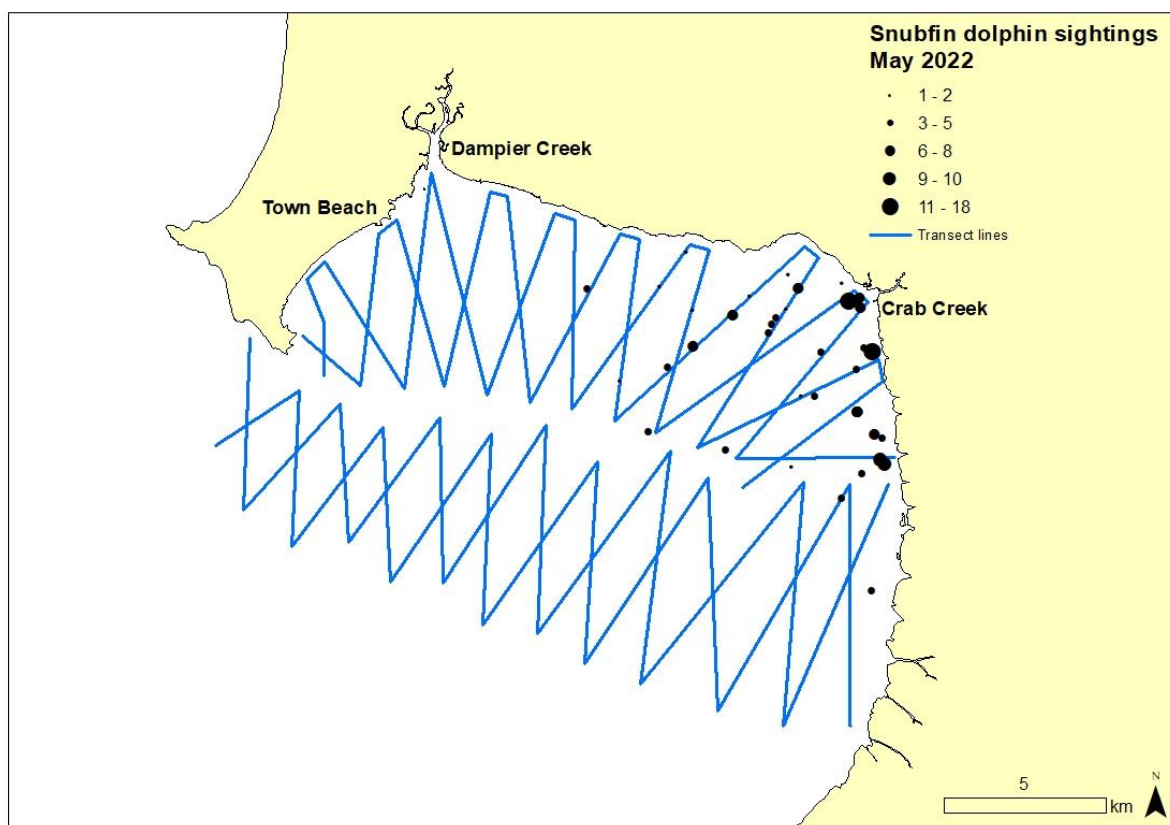 Snubfin dolphin sightings
May 2022
1 - 2
3 - 5
6 - 8
9 - 10
11 - 18
Transect lines
Dampier Creek
Town Beach
Crab Creek
5
km
N